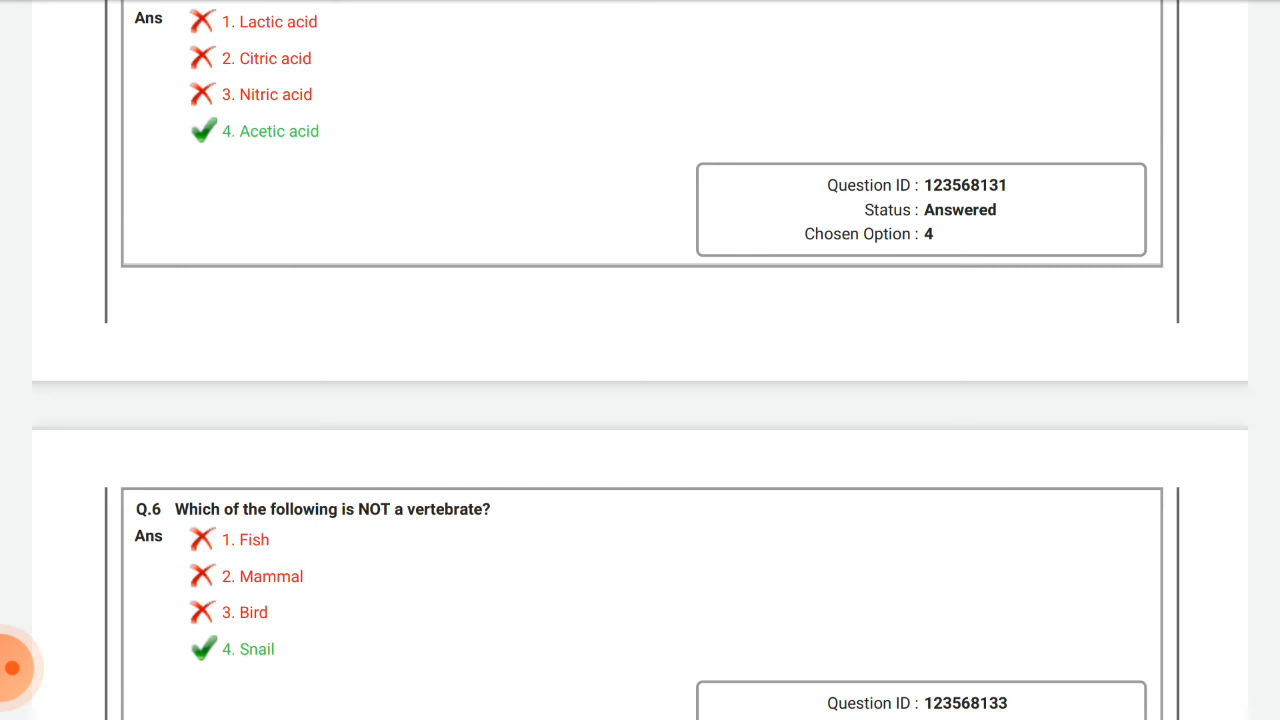 Ans 1. Lactic acid
2. Citric acid
3. Nitric acid
4. Acetic acid
Question ID : 123568131
Status : Answered
Chosen Option : 4
Q.6 Which of the following is NOT a vertebrate?
Ans 1. Fish
2. Mammal
3. Bird
4. Snail
Question ID : 123568133